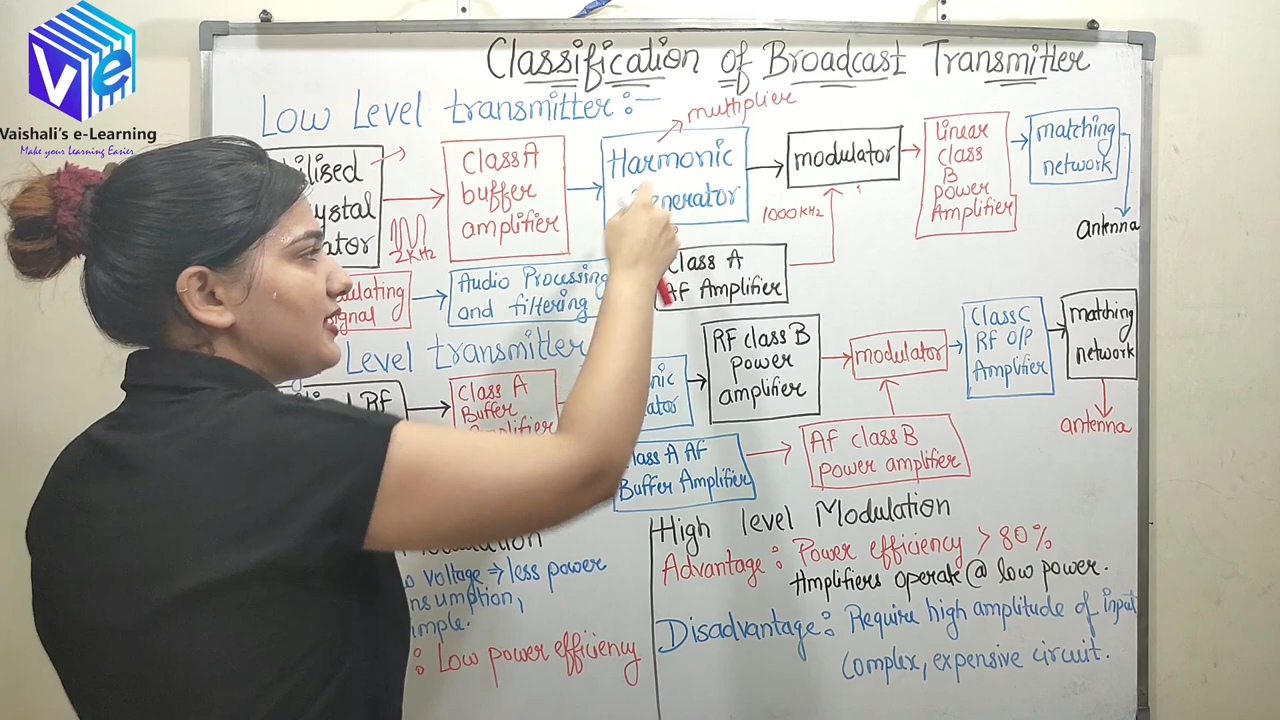 Ve
Vaishali's e-Learning
Make your Learning Easier
Classification of Broadcast Transmitter
Low Level transmitter :-
multiplier
Class A
buffer
amplifier
Harmonic
modulator
linear
class
B
power
Amplifier
matching
network
antenna
2KHz
1000KHz
Audio Processing
and filtering
Class A
AF Amplifier
Level transmitter
RF
Class A
Buffer
RF class B
power
amplifier
modulator
Class C
RF O/P
Amplifier
matching
network
antenna
AF
Buffer Amplifier
AF class B
power amplifier
voltage ⇒ less power
: Low power efficiency
High level Modulation
Advantage : Power efficiency > 80%
Amplifiers operate @ low power.
Disadvantage : Require high amplitude of input
Complex, expensive circuit.